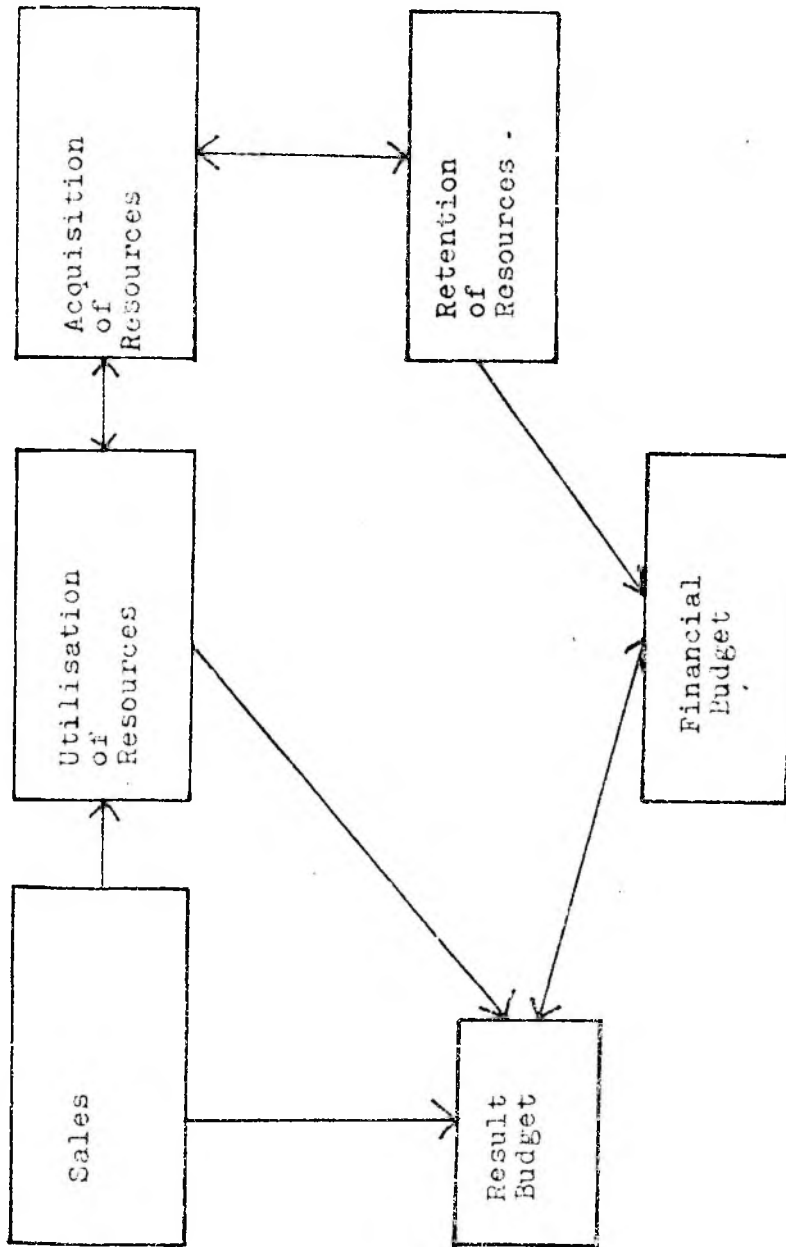 Sales
Utilisation
of
Resources
Acquisition
of
Resources
Result
Budget
Financial
Budget
Retention
of
Resources